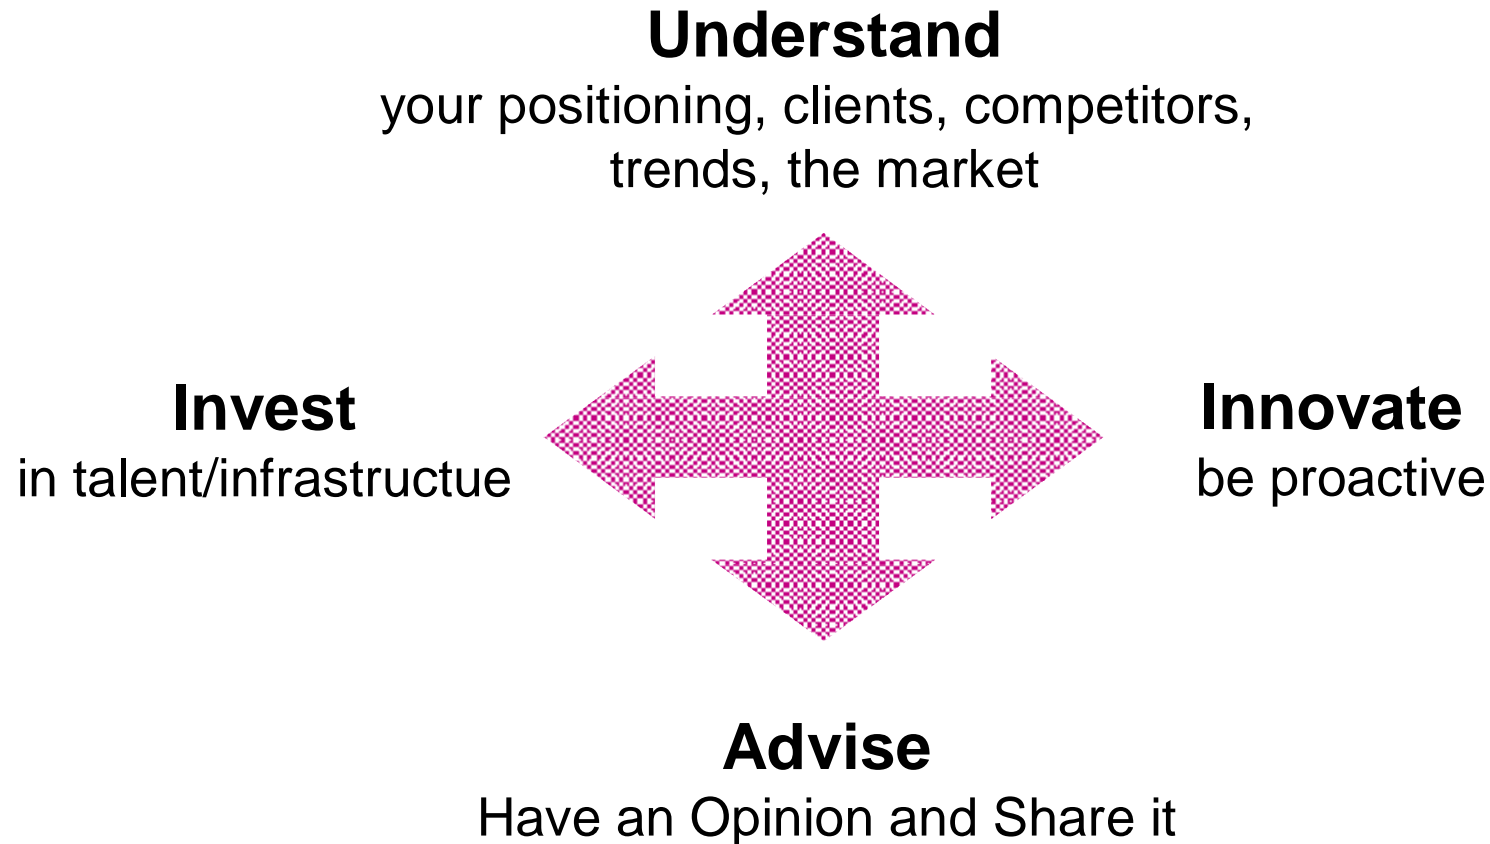 Understand
your positioning, clients, competitors,
trends, the market
Invest
in talent/infrastructue
Innovate
be proactive
Advise
Have an Opinion and Share it